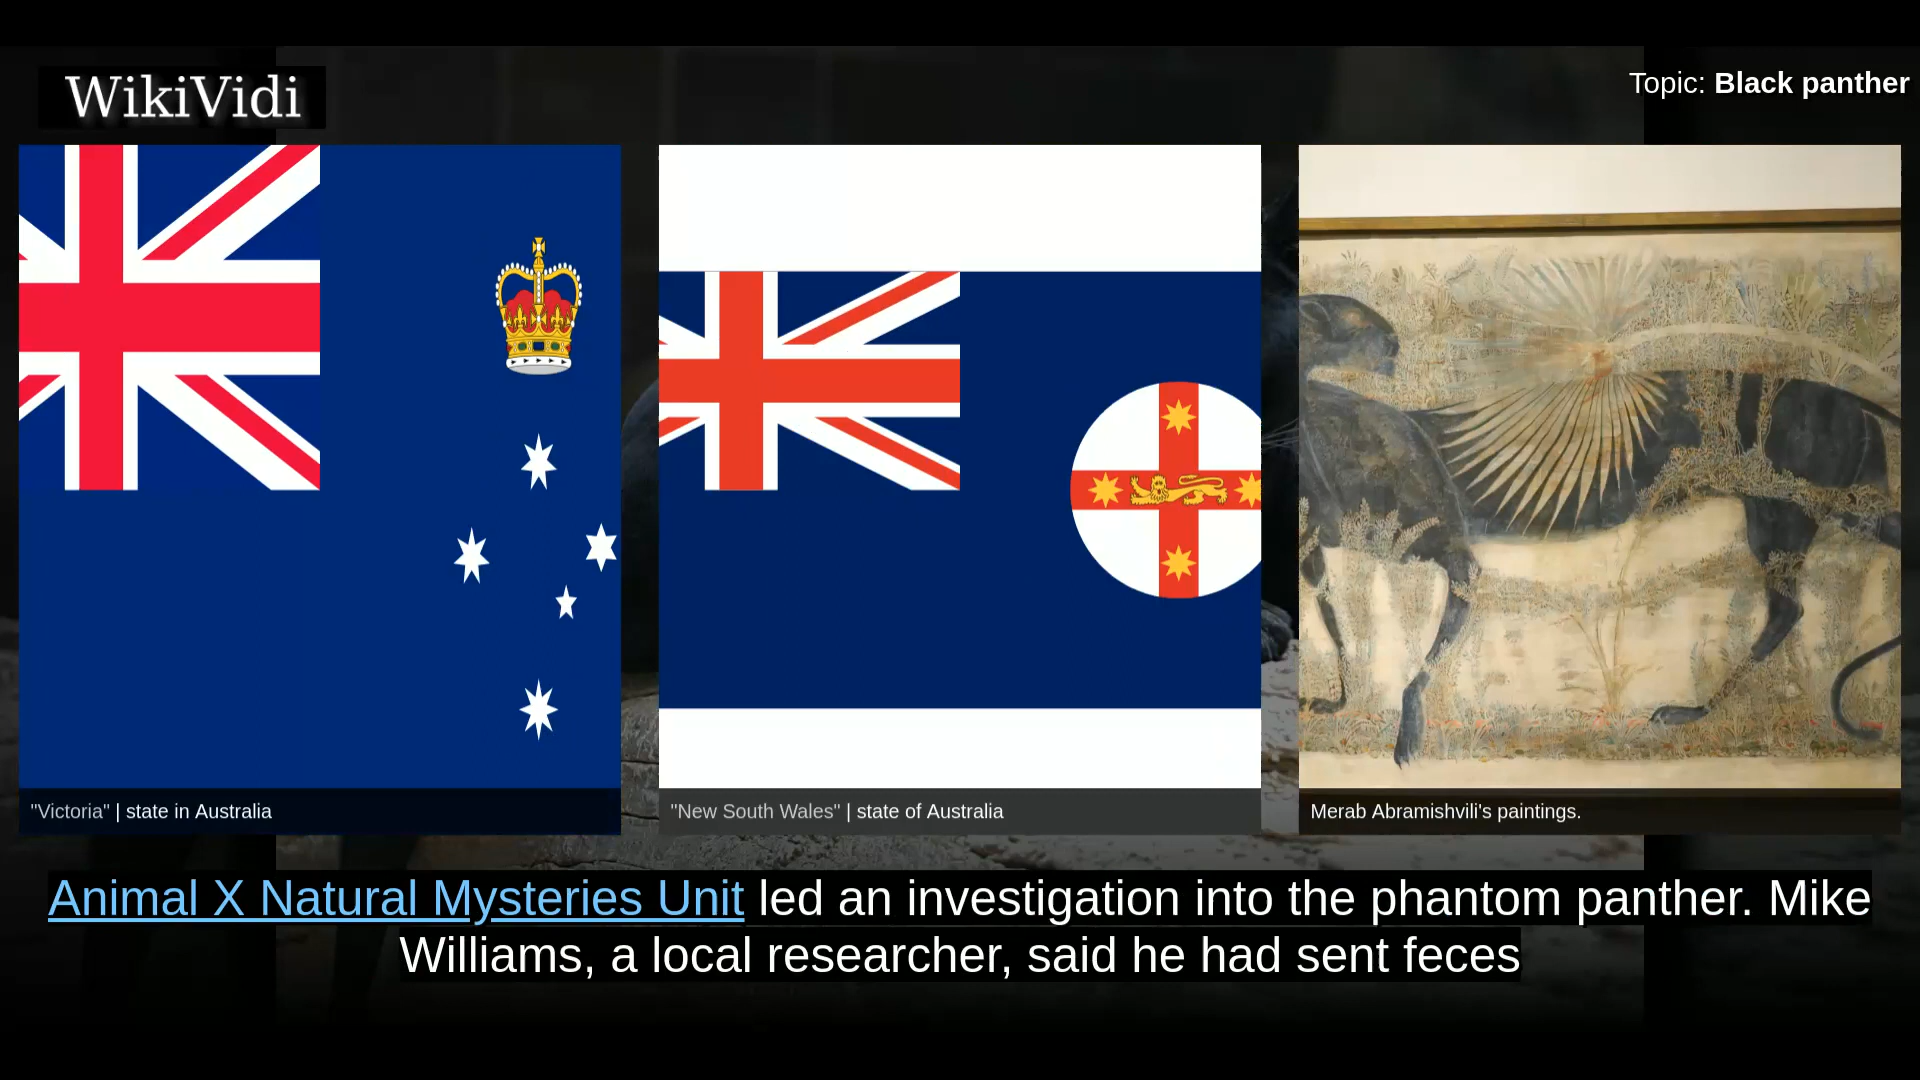 WikiVidi
Topic: Black panther
"Victoria" | state in Australia
"New South Wales" | state of Australia
Merab Abramishvili's paintings.
Animal X Natural Mysteries Unit led an investigation into the phantom panther. Mike
Williams, a local researcher, said he had sent feces